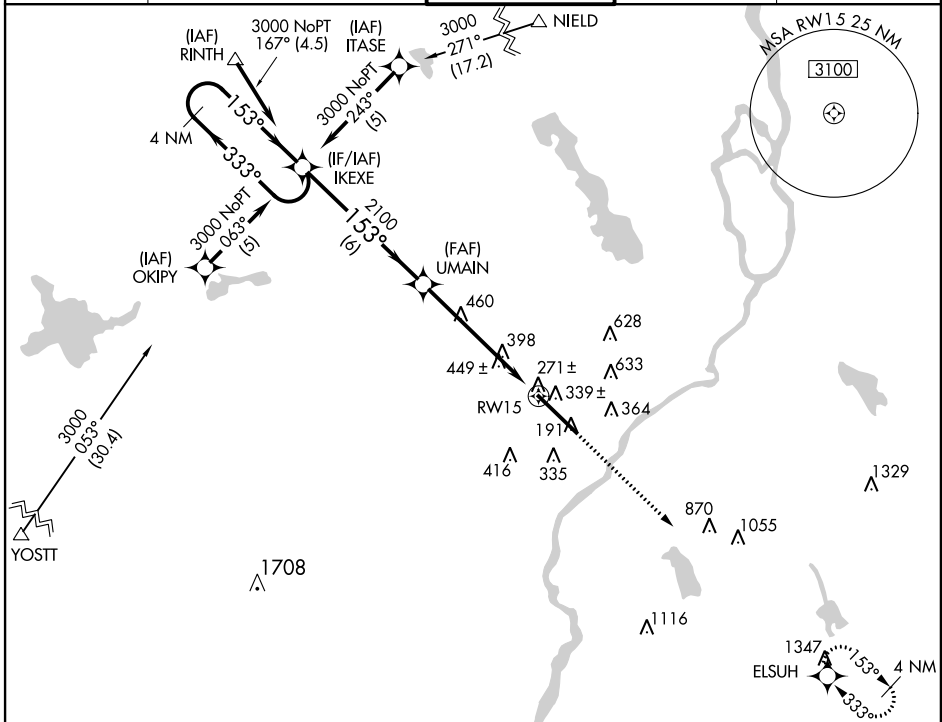 (IAF)
RINTH
3000 NoPT
167° (4.5)
(IAF)
ITASE
3000
271°
(17.2)
NIELD
MSA RW15 25 NM
3100
153°
4 NM
333°
3000 NoPT
243°
(5)
(IF/IAF)
IKEXE
3000 NoPT
063°
(5)
(IAF)
OKIPY
2100
153°
(6)
(FAF)
UMAIN
460
398
449 ±
628
633
271 ±
339 ±
364
RW15
191
416
335
3000
053°
(30.4)
YOSTT
1329
870
1055
1708
1116
1347
ELSUH
153°
4 NM
333°